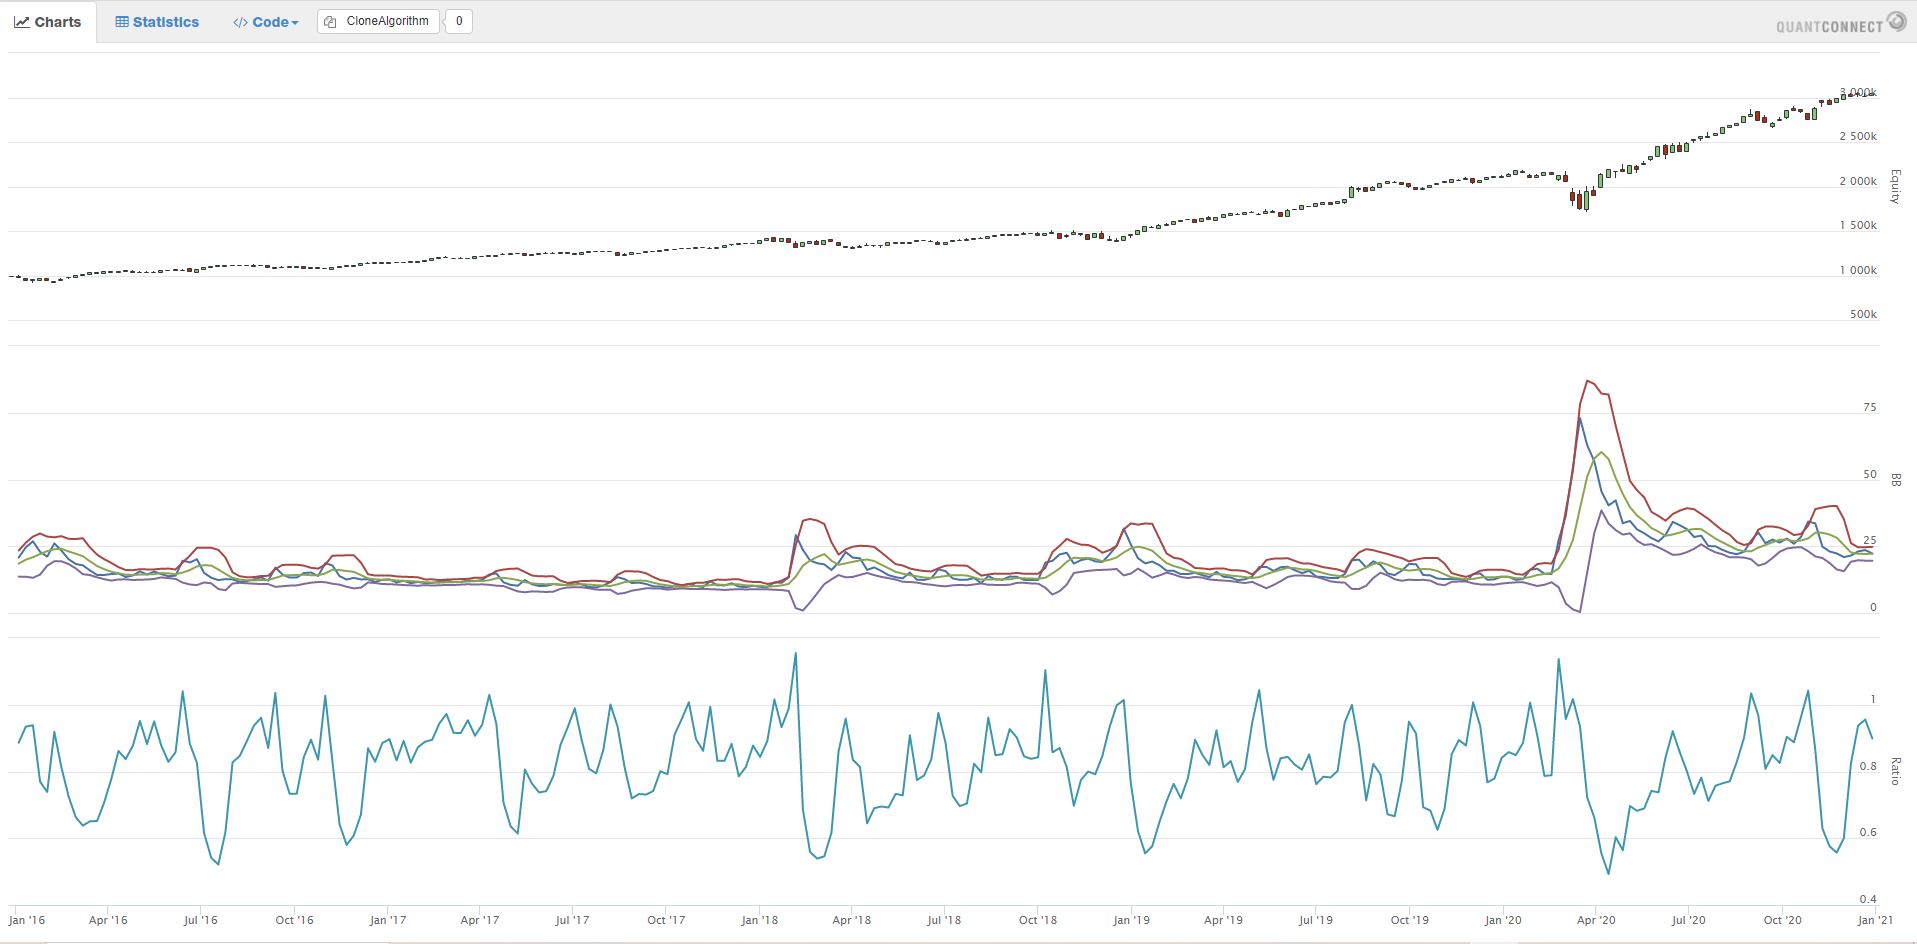 Charts Statistics </> Code CloneAlgorithm 0
QUANTCONNECT
3 000k
2 500k
2 000k
1 500k
1 000k
500k
Equity
75
50
25
0
BB
1
0.8
0.6
0.4
Ratio
Jan '16 Apr '16 Jul '16 Oct '16 Jan '17 Apr '17 Jul '17 Oct '17 Jan '18 Apr '18 Jul '18 Oct '18 Jan '19 Apr '19 Jul '19 Oct '19 Jan '20 Apr '20 Jul '20 Oct '20 Jan '21